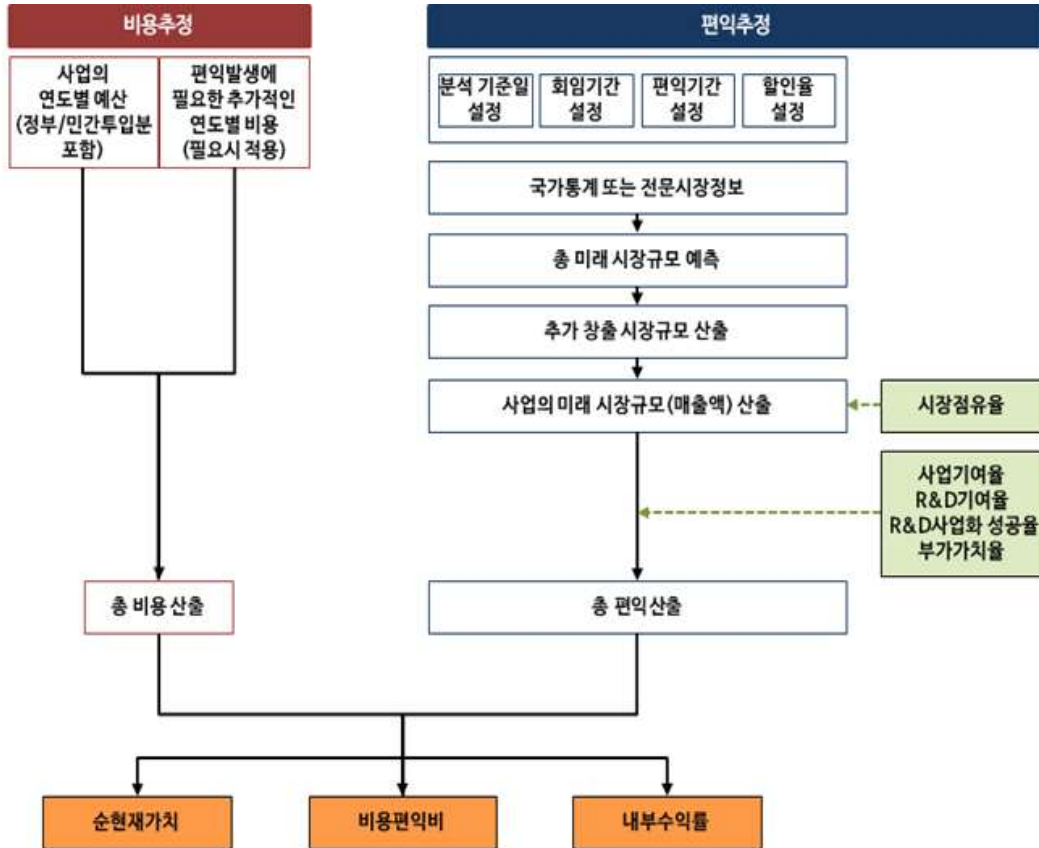 비용추정
사업의
연도별 예산
(정부/민간투입분
포함)
편익발생에
필요한 추가적인
연도별 비용
(필요시 적용)
총 비용 산출
편익추정
분석 기준일
설정
회임기간
설정
편익기간
설정
할인율
설정
국가통계 또는 전문시장정보
총 미래 시장규모 예측
추가 창출 시장규모 산출
사업의 미래 시장규모(매출액) 산출
시장점유율
사업기여율
R&D기여율
R&D사업화 성공율
부가가치율
총 편익 산출
순현재가치
비용편익비
내부수익률